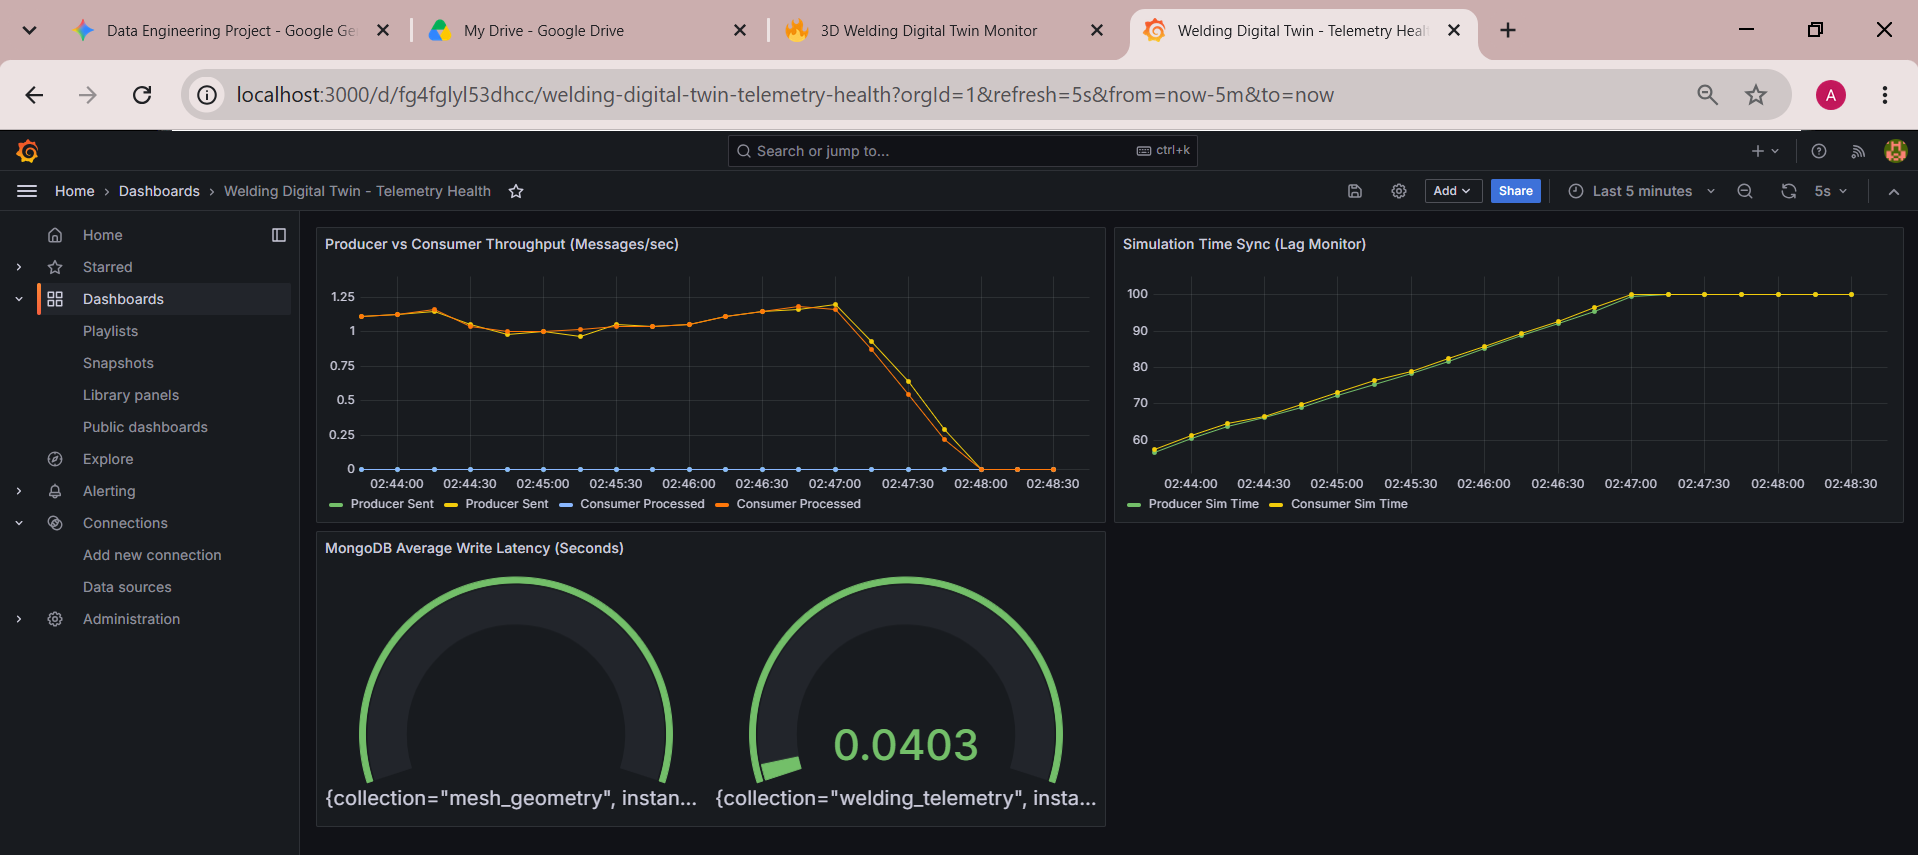 Data Engineering Project - Google Ge
My Drive - Google Drive
3D Welding Digital Twin Monitor
Welding Digital Twin - Telemetry Heal
localhost:3000/d/fg4fglyl53dhcc/welding-digital-twin-telemetry-health?orgId=1&refresh=5s&from=now-5m&to=now
A
Search or jump to...
ctrl+k
Home › Dashboards › Welding Digital Twin - Telemetry Health
Add
Share
Last 5 minutes
5s
Home
Starred
Dashboards
Playlists
Snapshots
Library panels
Public dashboards
Explore
Alerting
Connections
Add new connection
Data sources
Administration
Producer vs Consumer Throughput (Messages/sec)
1.25
1
0.75
0.5
0.25
0
02:44:00 02:44:30 02:45:00 02:45:30 02:46:00 02:46:30 02:47:00 02:47:30 02:48:00 02:48:30
Producer Sent Producer Sent Consumer Processed Consumer Processed
Simulation Time Sync (Lag Monitor)
100
90
80
70
60
02:44:00 02:44:30 02:45:00 02:45:30 02:46:00 02:46:30 02:47:00 02:47:30 02:48:00 02:48:30
Producer Sim Time Consumer Sim Time
MongoDB Average Write Latency (Seconds)
0.0403
{collection="mesh_geometry", instan...
{collection="welding_telemetry", insta...